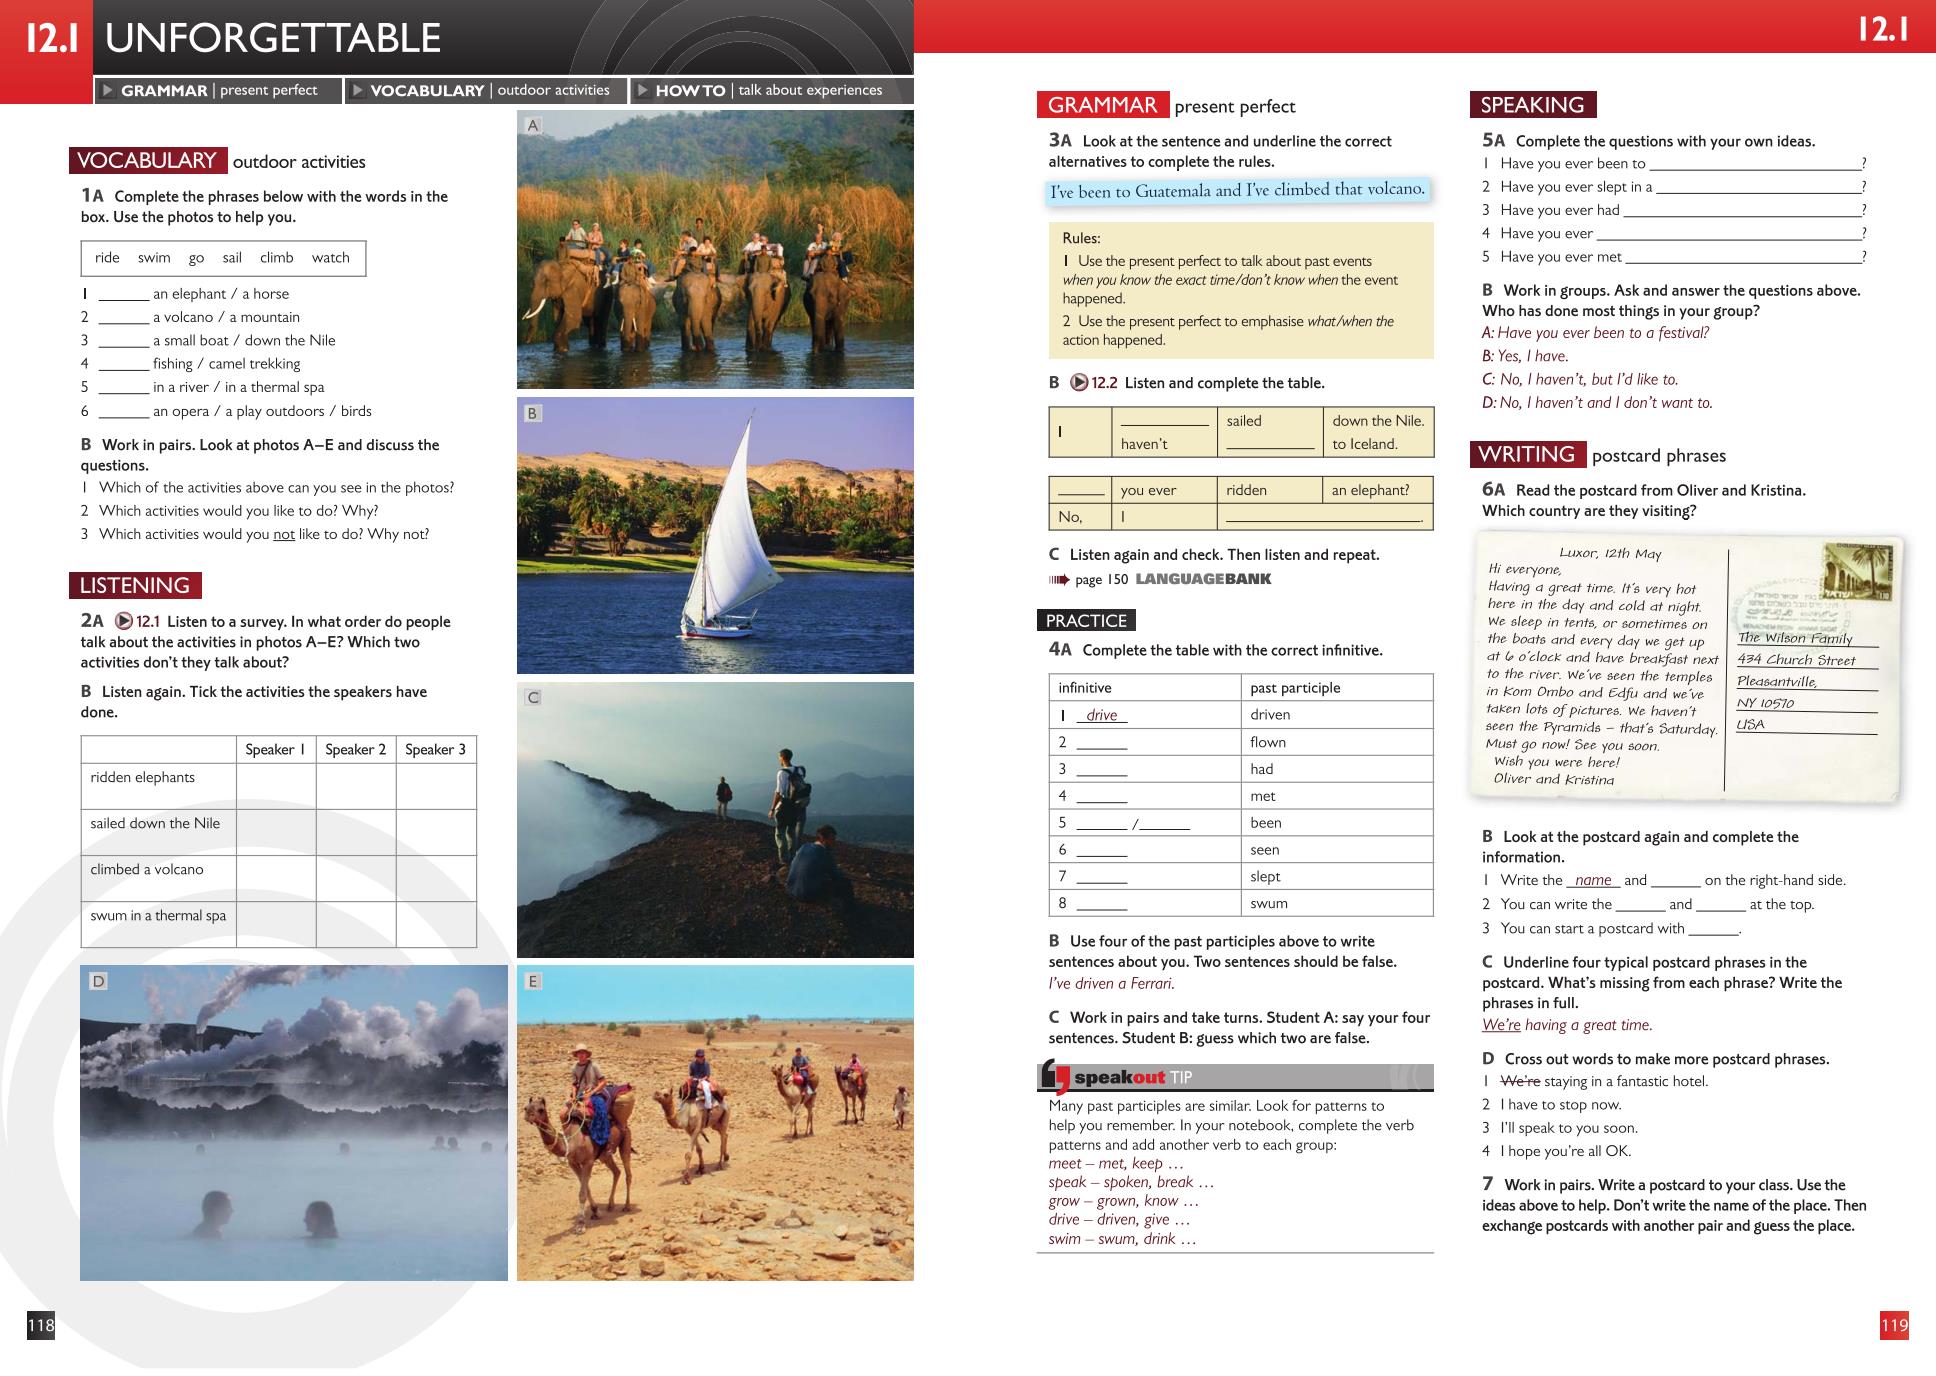 12.1 UNFORGETTABLE
GRAMMAR | present perfect
VOCABULARY | outdoor activities
HOW TO | talk about experiences
VOCABULARY outdoor activities
1A Complete the phrases below with the words in the
box. Use the photos to help you.
ride swim go sail climb watch
1 ______ an elephant / a horse
2 ______ a volcano / a mountain
3 ______ a small boat / down the Nile
4 ______ fishing / camel trekking
5 ______ in a river / in a thermal spa
6 ______ an opera / a play outdoors / birds
B Work in pairs. Look at photos A–E and discuss the
questions.
1 Which of the activities above can you see in the photos?
2 Which activities would you like to do? Why?
3 Which activities would you not like to do? Why not?
LISTENING
2A 12.1 Listen to a survey. In what order do people
talk about the activities in photos A–E? Which two
activities don't they talk about?
B Listen again. Tick the activities the speakers have
done.
Speaker 1 Speaker 2 Speaker 3
ridden elephants
sailed down the Nile
climbed a volcano
swum in a thermal spa
A
B
C
D
E
118
12.1
GRAMMAR present perfect
3A Look at the sentence and underline the correct
alternatives to complete the rules.
I've been to Guatemala and I've climbed that volcano.
Rules:
1 Use the present perfect to talk about past events
when you know the exact time/don't know when the event
happened.
2 Use the present perfect to emphasise what/when the
action happened.
B 12.2 Listen and complete the table.
I ______ sailed down the Nile.
haven't ______ to Iceland.
______ you ever ridden an elephant?
No, I ______.
C Listen again and check. Then listen and repeat.
page 150 LANGUAGEBANK
PRACTICE
4A Complete the table with the correct infinitive.
infinitive past participle
1 drive driven
2 ______ flown
3 ______ had
4 ______ met
5 ______ /______ been
6 ______ seen
7 ______ slept
8 ______ swum
B Use four of the past participles above to write
sentences about you. Two sentences should be false.
I've driven a Ferrari.
C Work in pairs and take turns. Student A: say your four
sentences. Student B: guess which two are false.
speakout TIP
Many past participles are similar. Look for patterns to
help you remember. In your notebook, complete the verb
patterns and add another verb to each group:
meet – met, keep …
speak – spoken, break …
grow – grown, know …
drive – driven, give …
swim – swum, drink …
SPEAKING
5A Complete the questions with your own ideas.
1 Have you ever been to ______?
2 Have you ever slept in a ______?
3 Have you ever had ______?
4 Have you ever ______?
5 Have you ever met ______?
B Work in groups. Ask and answer the questions above.
Who has done most things in your group?
A: Have you ever been to a festival?
B: Yes, I have.
C: No, I haven't, but I'd like to.
D: No, I haven't and I don't want to.
WRITING postcard phrases
6A Read the postcard from Oliver and Kristina.
Which country are they visiting?
Luxor, 12th May
Hi everyone,
Having a great time. It's very hot
here in the day and cold at night.
We sleep in tents, or sometimes on
the boats and every day we get up
at 6 o'clock and have breakfast next
to the river. We've seen the temples
in Kom Ombo and Edfu and we've
taken lots of pictures. We haven't
seen the Pyramids – that's Saturday.
Must go now! See you soon.
Wish you were here!
Oliver and Kristina
The Wilson Family
434 Church Street
Pleasantville,
NY 10570
USA
B Look at the postcard again and complete the
information.
1 Write the name and ______ on the right-hand side.
2 You can write the ______ and ______ at the top.
3 You can start a postcard with ______.
C Underline four typical postcard phrases in the
postcard. What's missing from each phrase? Write the
phrases in full.
We're having a great time.
D Cross out words to make more postcard phrases.
1 We're staying in a fantastic hotel.
2 I have to stop now.
3 I'll speak to you soon.
4 I hope you're all OK.
7 Work in pairs. Write a postcard to your class. Use the
ideas above to help. Don't write the name of the place. Then
exchange postcards with another pair and guess the place.
119